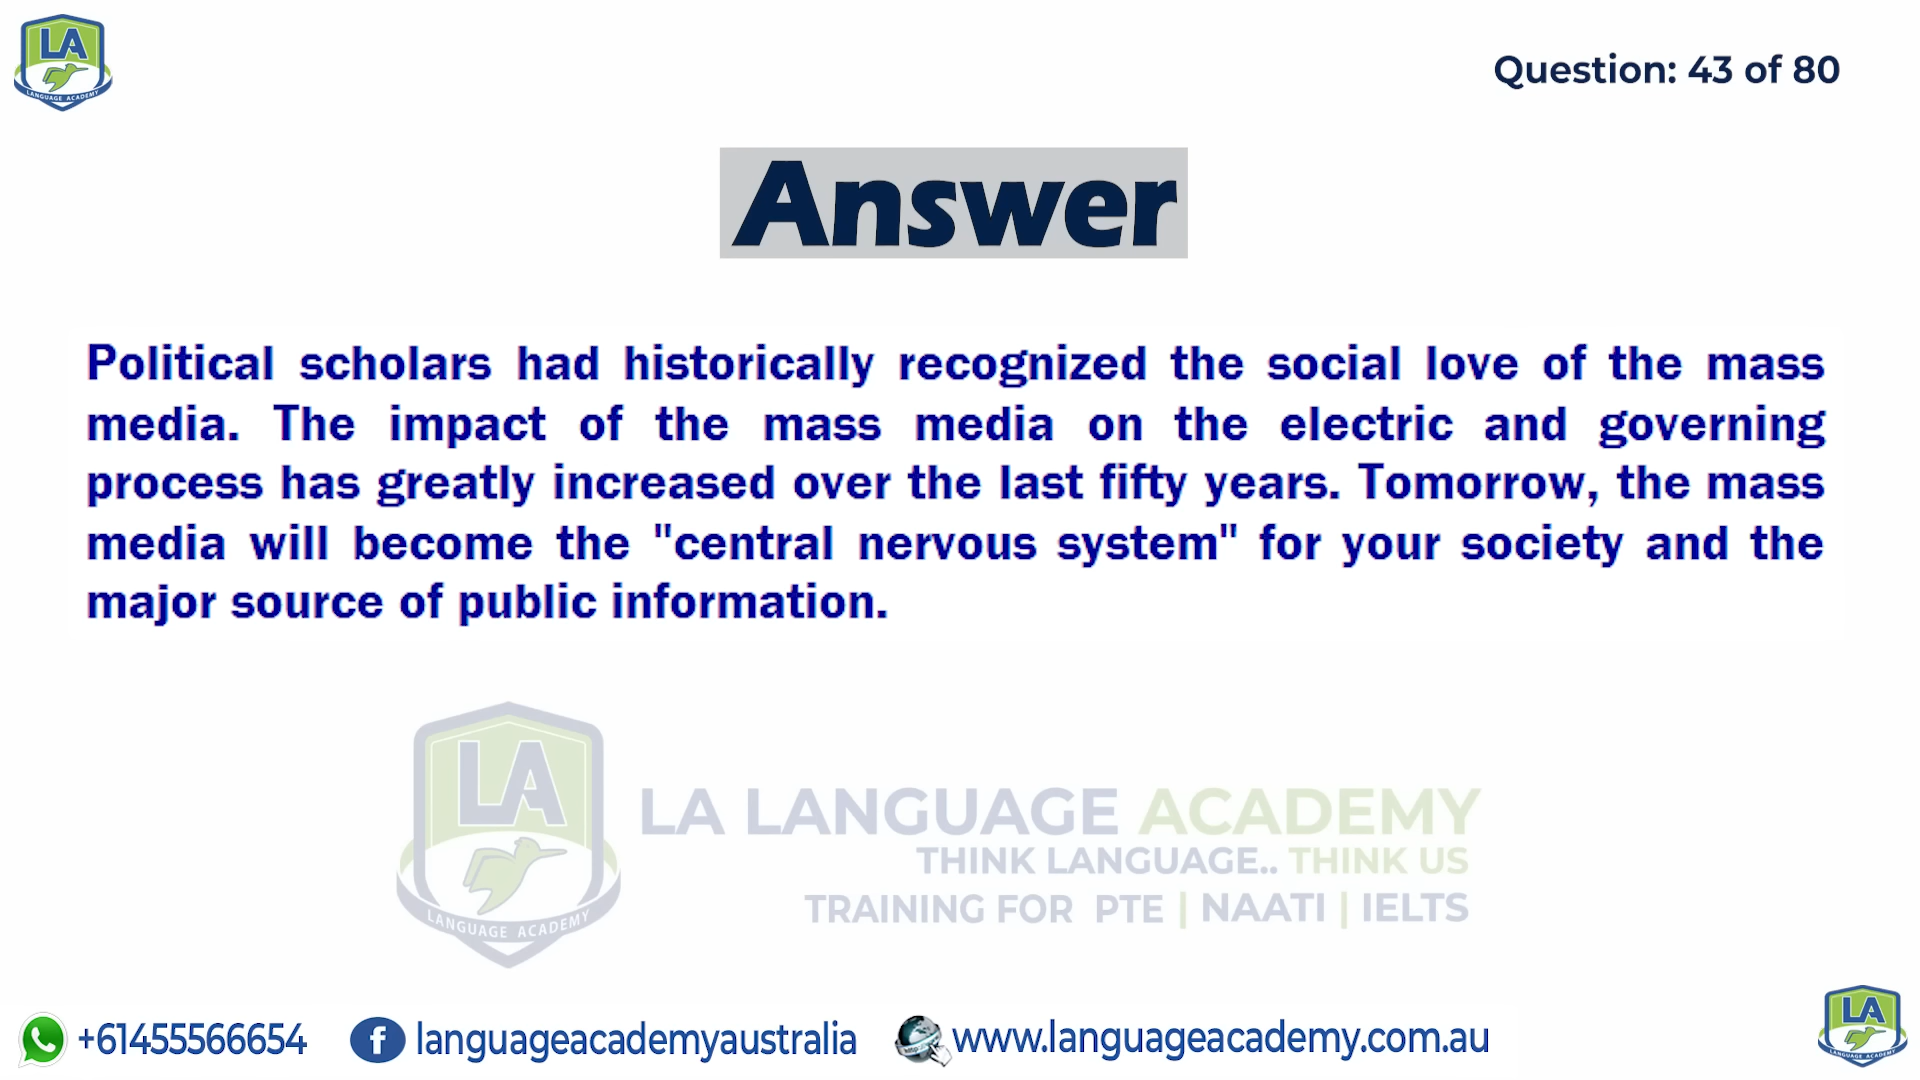 LA
LANGUAGE ACADEMY
Question: 43 of 80
Answer
Political scholars had historically recognized the social love of the mass
media. The impact of the mass media on the electric and governing
process has greatly increased over the last fifty years. Tomorrow, the mass
media will become the "central nervous system" for your society and the
major source of public information.
LA
LANGUAGE ACADEMY
LA LANGUAGE ACADEMY
THINK LANGUAGE.. THINK US
TRAINING FOR PTE | NAATI | IELTS
+61455566654
languageacademyaustralia
http:
www.languageacademy.com.au
LA
LANGUAGE ACADEMY